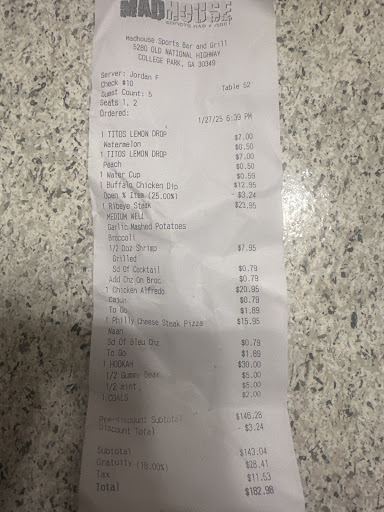 MADHOUSE
SPORTS BAR & GRILL
Madhouse Sports Bar and Grill
5280 OLD NATIONAL HIGHWAY
COLLEGE PARK, GA 30349
Server: Jordan F
Check #10 Table 52
Guest Count: 5
Seats 1, 2
Ordered: 1/27/25 6:39 PM
1 TITOS LEMON DROP $7.00
Watermelon $0.50
1 TITOS LEMON DROP $7.00
Peach $0.50
1 Water Cup $0.59
1 Buffalo Chicken Dip $12.95
Open % Item (25.00%) - $3.24
1 Ribeye Steak $23.95
MEDIUM WELL
Garlic Mashed Potatoes
Broccoli
1/2 Doz Shrimp $7.95
Grilled
Sd Of Cocktail $0.79
Add Chz On Broc $0.79
1 Chicken Alfredo $20.95
Cajun $0.79
To Go $1.89
1 Philly Cheese Steak Pizza $15.95
Naan
Sd Of Bleu Chz $0.79
To Go $1.89
1 HOOKAH $30.00
1/2 Gummy Bear $5.00
1/2 Mint $5.00
1 COALS $2.00
Pre-discount Subtotal $146.28
Discount Total - $3.24
Subtotal $143.04
Gratuity (18.00%) $28.41
Tax $11.53
Total $182.98